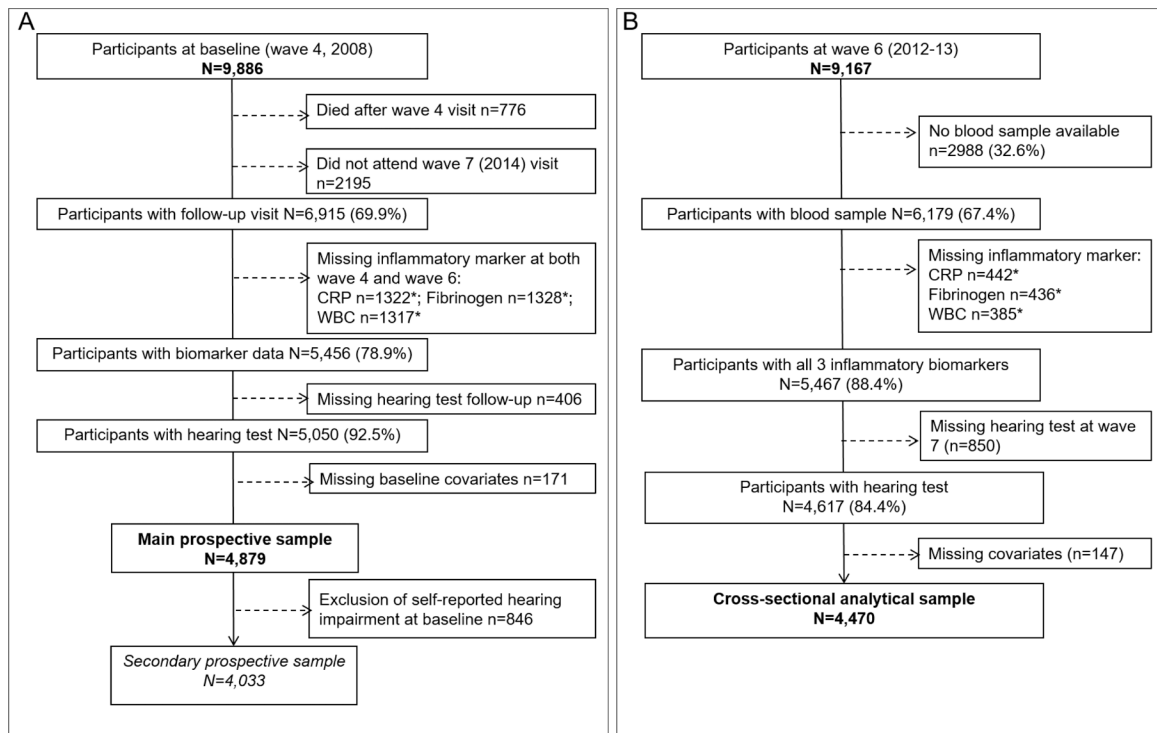 A
Participants at baseline (wave 4, 2008)
N=9,886
Died after wave 4 visit n=776
Did not attend wave 7 (2014) visit
n=2195
Participants with follow-up visit N=6,915 (69.9%)
Missing inflammatory marker at both
wave 4 and wave 6:
CRP n=1322*; Fibrinogen n=1328*;
WBC n=1317*
Participants with biomarker data N=5,456 (78.9%)
Missing hearing test follow-up n=406
Participants with hearing test N=5,050 (92.5%)
Missing baseline covariates n=171
Main prospective sample
N=4,879
Exclusion of self-reported hearing
impairment at baseline n=846
Secondary prospective sample
N=4,033
B
Participants at wave 6 (2012-13)
N=9,167
No blood sample available
n=2988 (32.6%)
Participants with blood sample N=6,179 (67.4%)
Missing inflammatory marker:
CRP n=442*
Fibrinogen n=436*
WBC n=385*
Participants with all 3 inflammatory biomarkers
N=5,467 (88.4%)
Missing hearing test at wave
7 (n=850)
Participants with hearing test
N=4,617 (84.4%)
Missing covariates (n=147)
Cross-sectional analytical sample
N=4,470